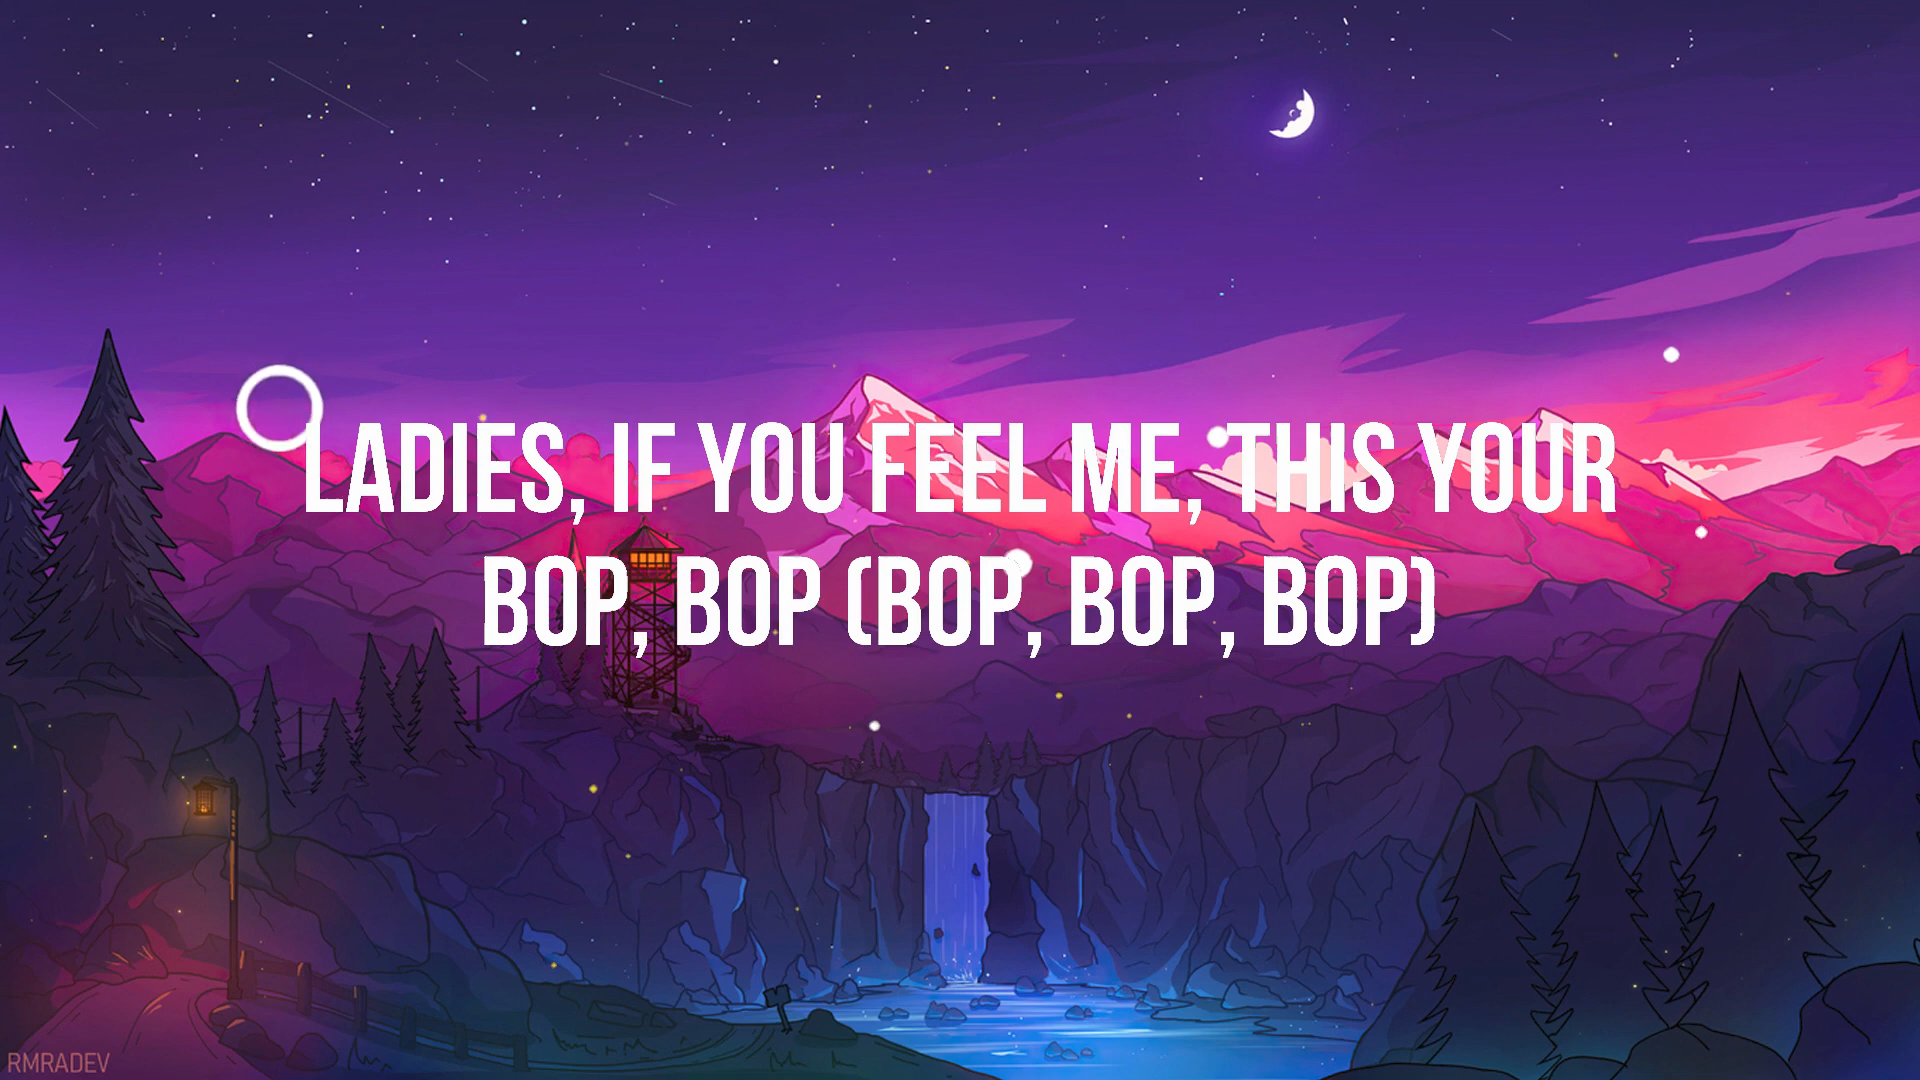 LADIES, IF YOU FEEL ME, THIS YOUR
BOP, BOP (BOP, BOP, BOP)
RMRADEV